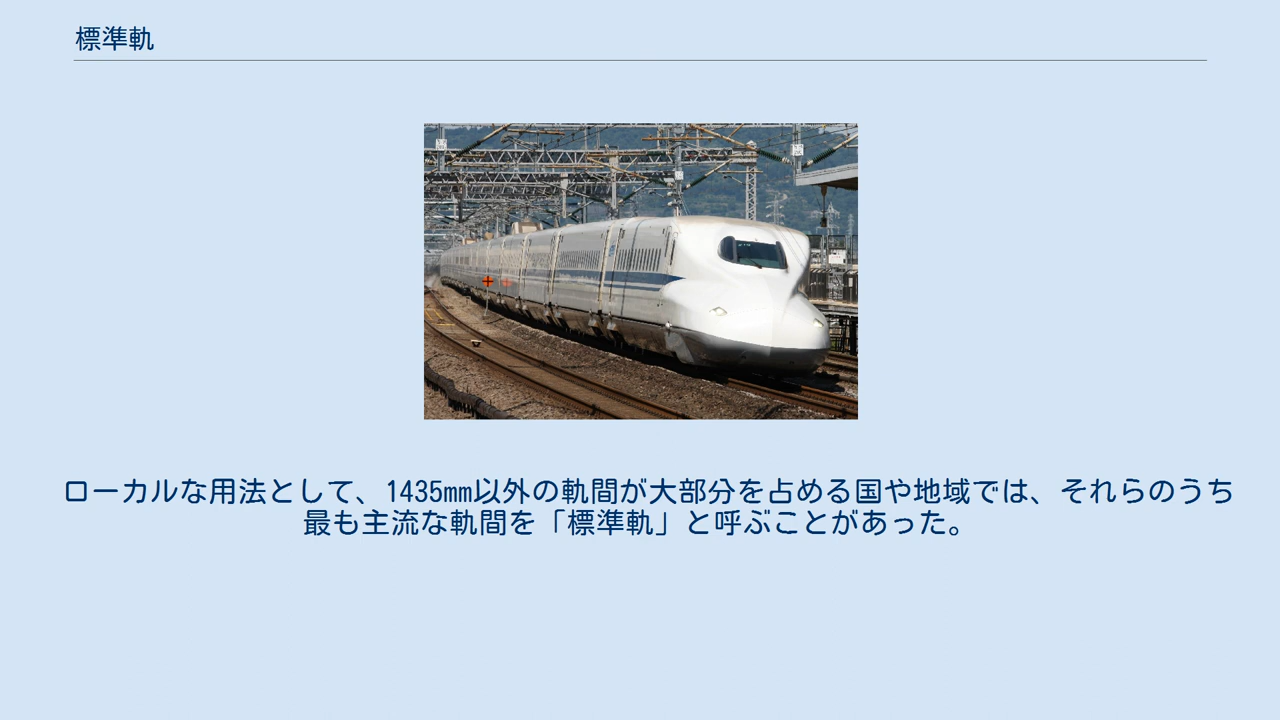 標準軌
ローカルな用法として、1435mm以外の軌間が大部分を占める国や地域では、それらのうち
最も主流な軌間を「標準軌」と呼ぶことがあった。